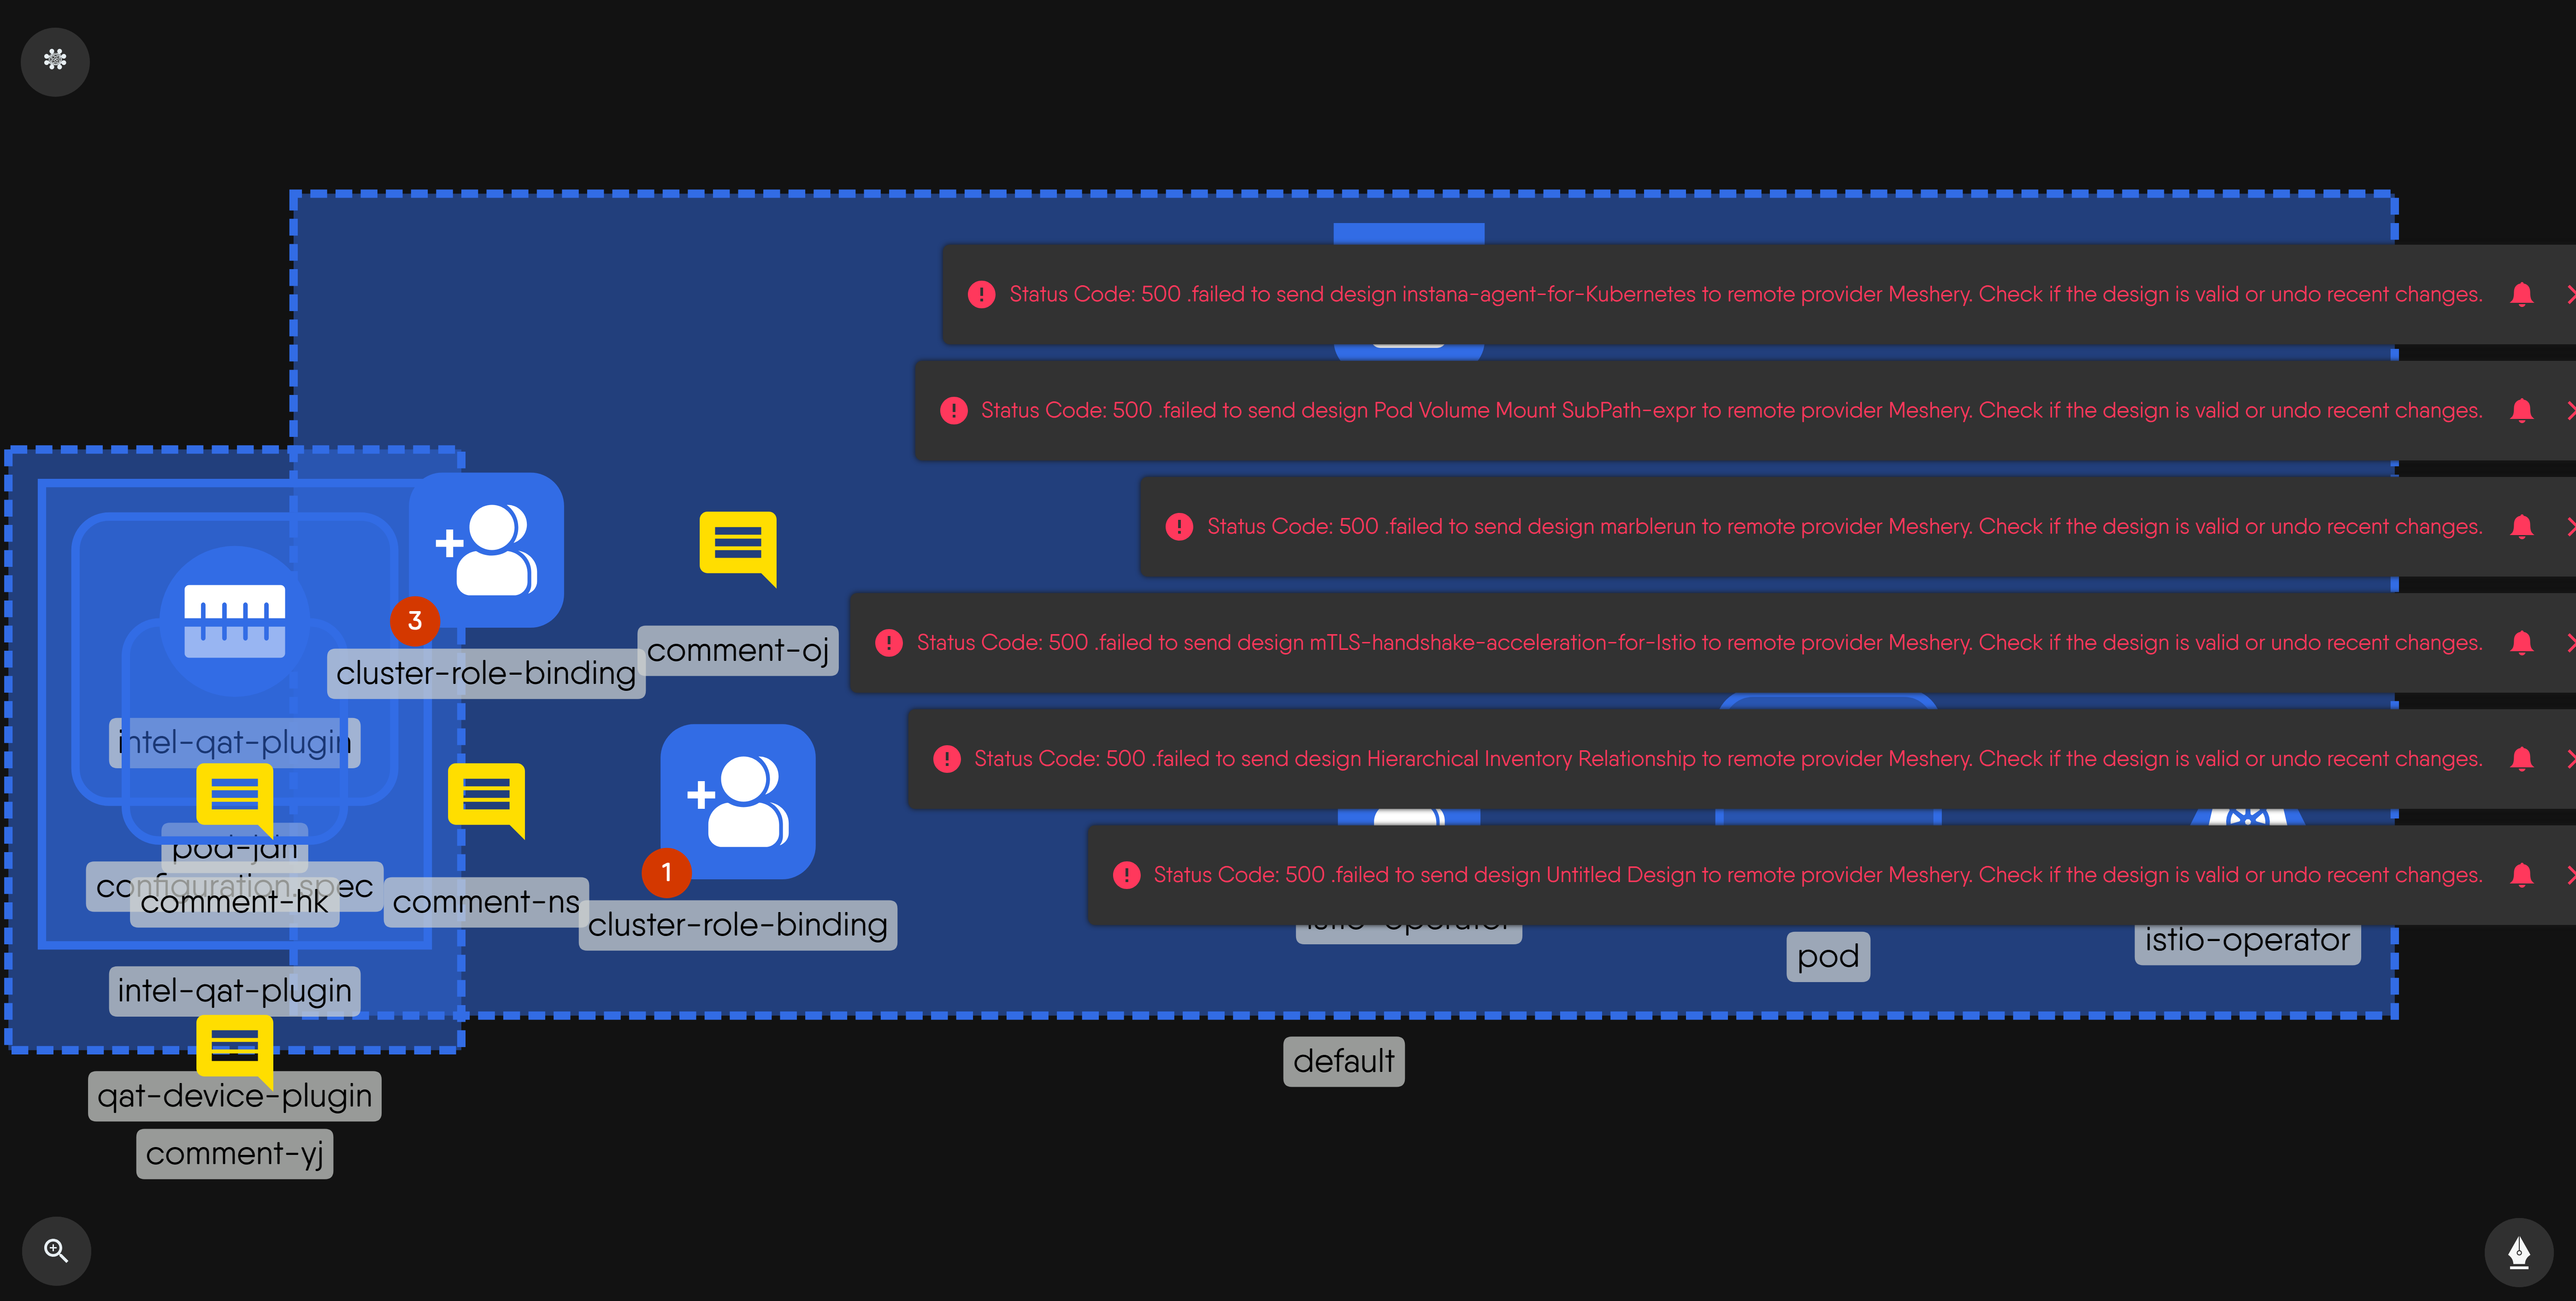 Status Code: 500 .failed to send design instana-agent-for-Kubernetes to remote provider Meshery. Check if the design is valid or undo recent changes.
Status Code: 500 .failed to send design Pod Volume Mount SubPath-expr to remote provider Meshery. Check if the design is valid or undo recent changes.
Status Code: 500 .failed to send design marblerun to remote provider Meshery. Check if the design is valid or undo recent changes.
Status Code: 500 .failed to send design mTLS-handshake-acceleration-for-Istio to remote provider Meshery. Check if the design is valid or undo recent changes.
Status Code: 500 .failed to send design Hierarchical Inventory Relationship to remote provider Meshery. Check if the design is valid or undo recent changes.
Status Code: 500 .failed to send design Untitled Design to remote provider Meshery. Check if the design is valid or undo recent changes.
3
cluster-role-binding
comment-oj
intel-qat-plugin
pod-jdn
configuration.spec
comment-hk
comment-ns
1
cluster-role-binding
istio-operator
pod
istio-operator
intel-qat-plugin
default
qat-device-plugin
comment-yj